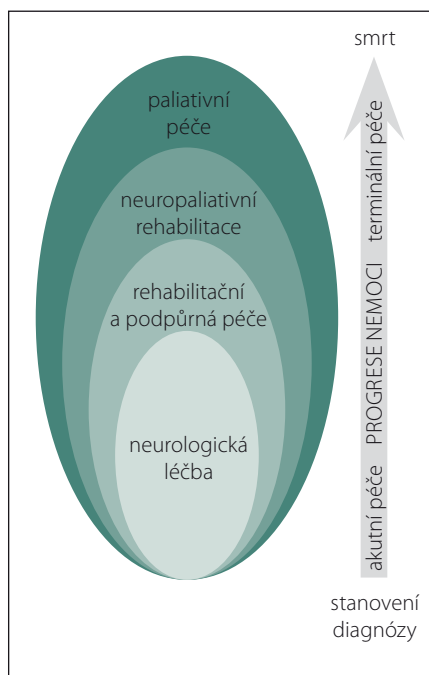 smrt
paliativní
péče
neuropaliativní
rehabilitace
rehabilitační
a podpůrná péče
neurologická
léčba
akutní péče PROGRESE NEMOCI terminální péče
stanovení
diagnózy